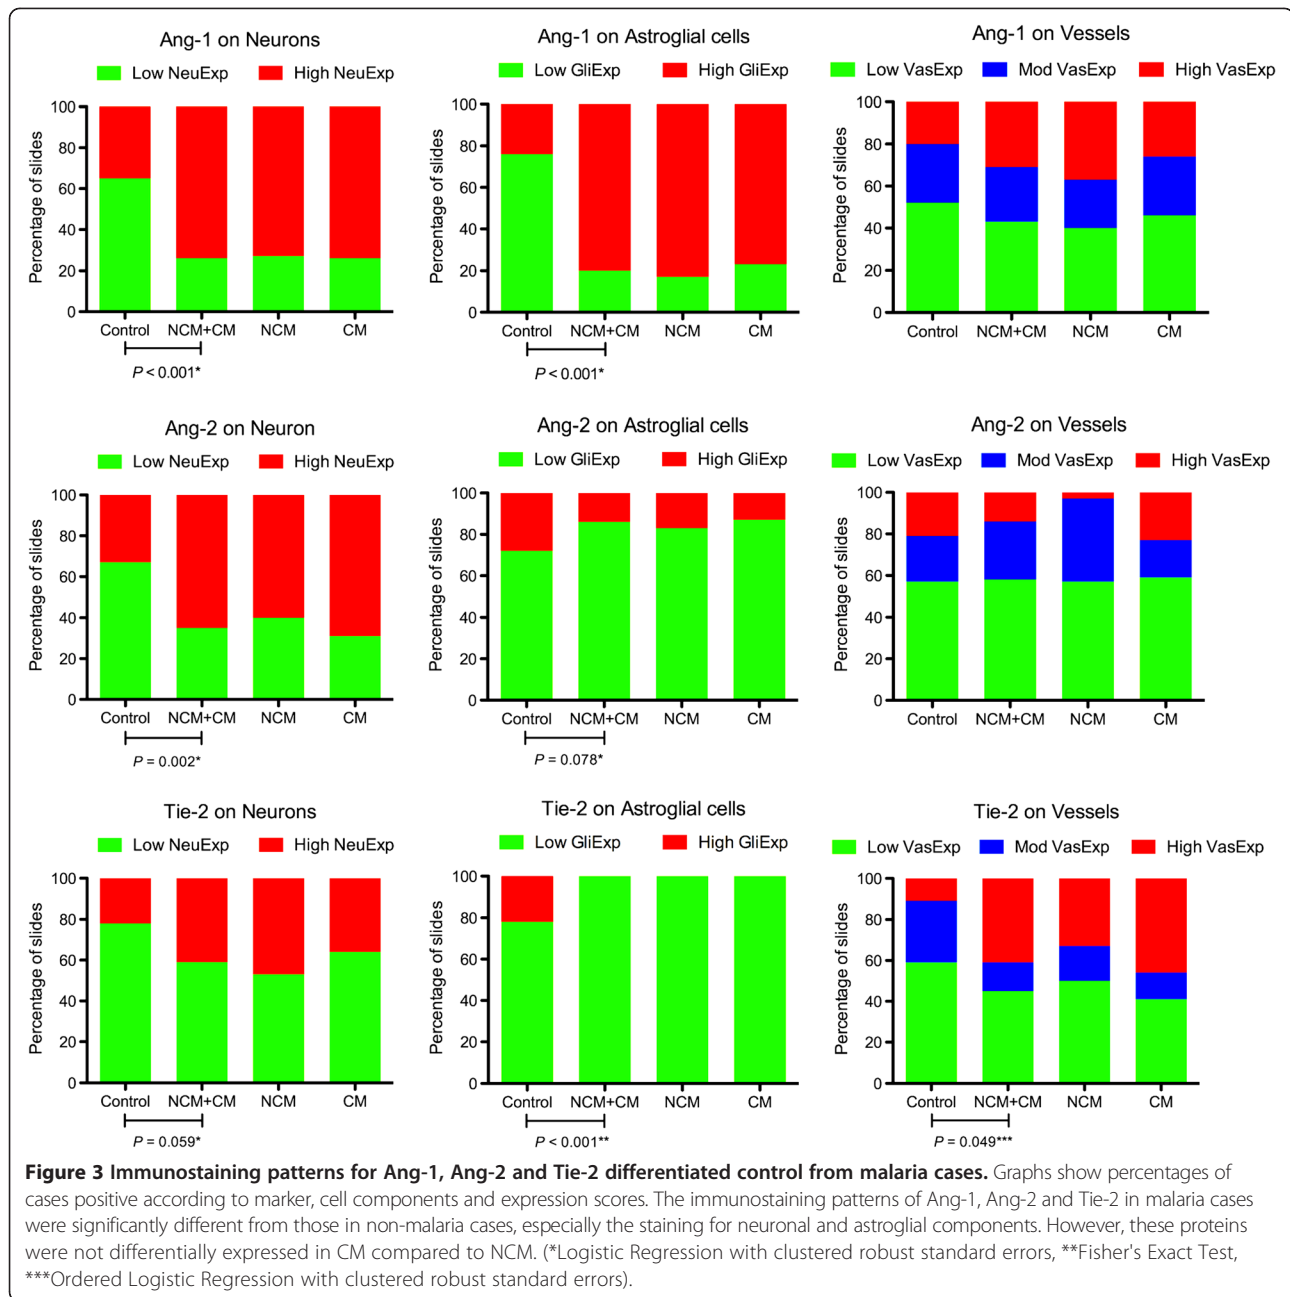 Ang-1 on Neurons
Low NeuExp High NeuExp
Percentage of slides
100
80
60
40
20
0
Control NCM+CM NCM CM
P < 0.001*
Ang-1 on Astroglial cells
Low GliExp High GliExp
Percentage of slides
100
80
60
40
20
0
Control NCM+CM NCM CM
P < 0.001*
Ang-1 on Vessels
Low VasExp Mod VasExp High VasExp
Percentage of slides
100
80
60
40
20
0
Control NCM+CM NCM CM
Ang-2 on Neuron
Low NeuExp High NeuExp
Percentage of slides
100
80
60
40
20
0
Control NCM+CM NCM CM
P = 0.002*
Ang-2 on Astroglial cells
Low GliExp High GliExp
Percentage of slides
100
80
60
40
20
0
Control NCM+CM NCM CM
P = 0.078*
Ang-2 on Vessels
Low VasExp Mod VasExp High VasExp
Percentage of slides
100
80
60
40
20
0
Control NCM+CM NCM CM
Tie-2 on Neurons
Low NeuExp High NeuExp
Percentage of slides
100
80
60
40
20
0
Control NCM+CM NCM CM
P = 0.059*
Tie-2 on Astroglial cells
Low GliExp High GliExp
Percentage of slides
100
80
60
40
20
0
Control NCM+CM NCM CM
P < 0.001**
Tie-2 on Vessels
Low VasExp Mod VasExp High VasExp
Percentage of slides
100
80
60
40
20
0
Control NCM+CM NCM CM
P = 0.049***
Figure 3 Immunostaining patterns for Ang-1, Ang-2 and Tie-2 differentiated control from malaria cases. Graphs show percentages of
cases positive according to marker, cell components and expression scores. The immunostaining patterns of Ang-1, Ang-2 and Tie-2 in malaria cases
were significantly different from those in non-malaria cases, especially the staining for neuronal and astroglial components. However, these proteins
were not differentially expressed in CM compared to NCM. (*Logistic Regression with clustered robust standard errors, **Fisher's Exact Test,
***Ordered Logistic Regression with clustered robust standard errors).